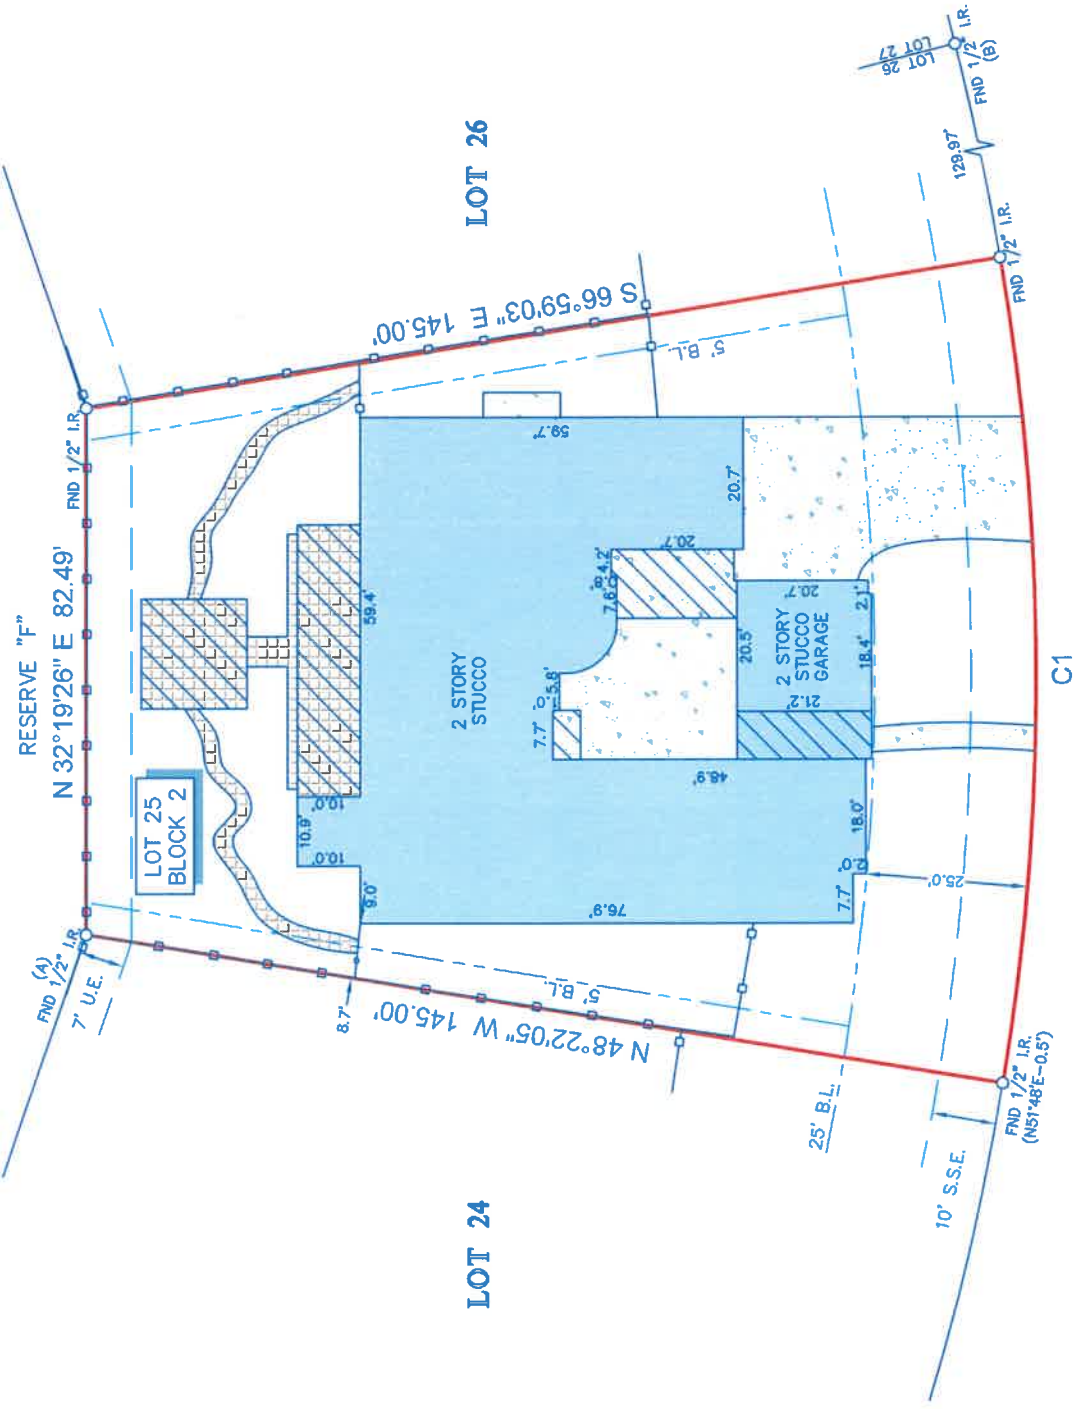 RESERVE "F"
N 32°19'26" E 82.49'
FND 1/2" I.R.
(A)
FND 1/2" I.R.
7' U.E.
LOT 25
BLOCK 2
LOT 26
LOT 24
S 66°59'03" E 145.00'
N 48°22'05" W 145.00'
5' B.L.
5' B.L.
8.7'
9.0'
10.0'
10.9'
10.0'
59.4'
59.7'
2 STORY
STUCCO
7.7'
5.8'
7.6'
4.2'
20.7'
20.7'
20.5'
2 STORY
STUCCO
GARAGE
20.7'
2.1'
18.4'
21.2'
48.9'
18.0'
2.0'
7.7'
76.9'
25.0'
25' B.L.
10' S.S.E.
FND 1/2" I.R.
(N51°48'E-0.5')
C1
FND 1/2" I.R.
129.97'
FND 1/2" I.R.
(B)
LOT 26
LOT 27